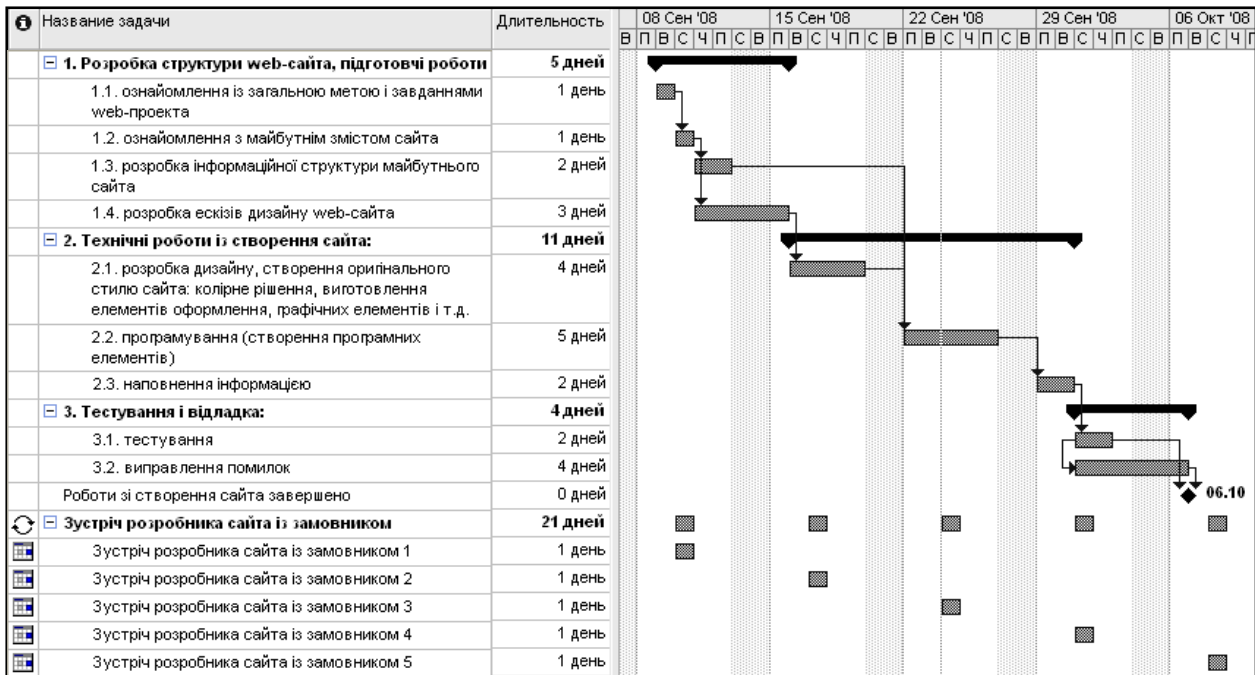 Название задачи Длительность 08 Сен '08 15 Сен '08 22 Сен '08 29 Сен '08 06 Окт '08
В П В С Ч П С В П В С Ч П С В П В С Ч П С В П В С Ч П С В П В С Ч П
1. Розробка структури web-сайта, підготовчі роботи 5 дней
1.1. ознайомлення із загальною метою і завданнями 1 день
web-проекта
1.2. ознайомлення з майбутнім змістом сайта 1 день
1.3. розробка інформаційної структури майбутнього 2 дней
сайта
1.4. розробка ескізів дизайну web-сайта 3 дней
2. Технічні роботи із створення сайта: 11 дней
2.1. розробка дизайну, створення оригінального 4 дней
стилю сайта: колірне рішення, виготовлення
елементів оформлення, графічних елементів і т.д.
2.2. програмування (створення програмних 5 дней
елементів)
2.3. наповнення інформацією 2 дней
3. Тестування і відладка: 4 дней
3.1. тестування 2 дней
3.2. виправлення помилок 4 дней
Роботи зі створення сайта завершено 0 дней 06.10
Зустріч розробника сайта із замовником 21 дней
Зустріч розробника сайта із замовником 1 1 день
Зустріч розробника сайта із замовником 2 1 день
Зустріч розробника сайта із замовником 3 1 день
Зустріч розробника сайта із замовником 4 1 день
Зустріч розробника сайта із замовником 5 1 день